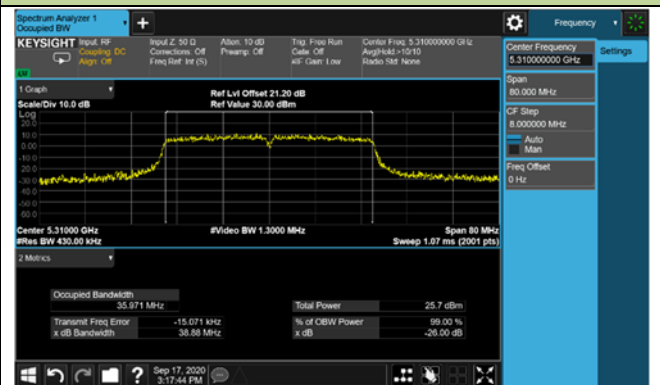 Spectrum Analyzer 1
Occupied BW
Frequency
KEYSIGHT
Input: RF
Coupling: DC
Align: Off
Input Z: 50 Ω
Corrections: Off
Freq Ref: Int (S)
Atten: 10 dB
Preamp: Off
Trig: Free Run
Gate: Off
#IF Gain: Low
Center Freq: 5.310000000 GHz
Avg|Hold:>10/10
Radio Std: None
Center Frequency
5.310000000 GHz
Settings
Span
80.000 MHz
CF Step
8.000000 MHz
Auto
Man
Freq Offset
0 Hz
1 Graph
Scale/Div 10.0 dB
Ref Lvl Offset 21.20 dB
Ref Value 30.00 dBm
Log
20.0
10.0
0.00
-10.0
-20.0
-30.0
-40.0
-50.0
-60.0
Center 5.31000 GHz
#Res BW 430.00 kHz
#Video BW 1.3000 MHz
Span 80 MHz
Sweep 1.07 ms (2001 pts)
2 Metrics
Occupied Bandwidth
35.971 MHz
Total Power 25.7 dBm
Transmit Freq Error -15.071 kHz
% of OBW Power 99.00 %
x dB Bandwidth 38.88 MHz
x dB -26.00 dB
Sep 17, 2020
3:17:44 PM